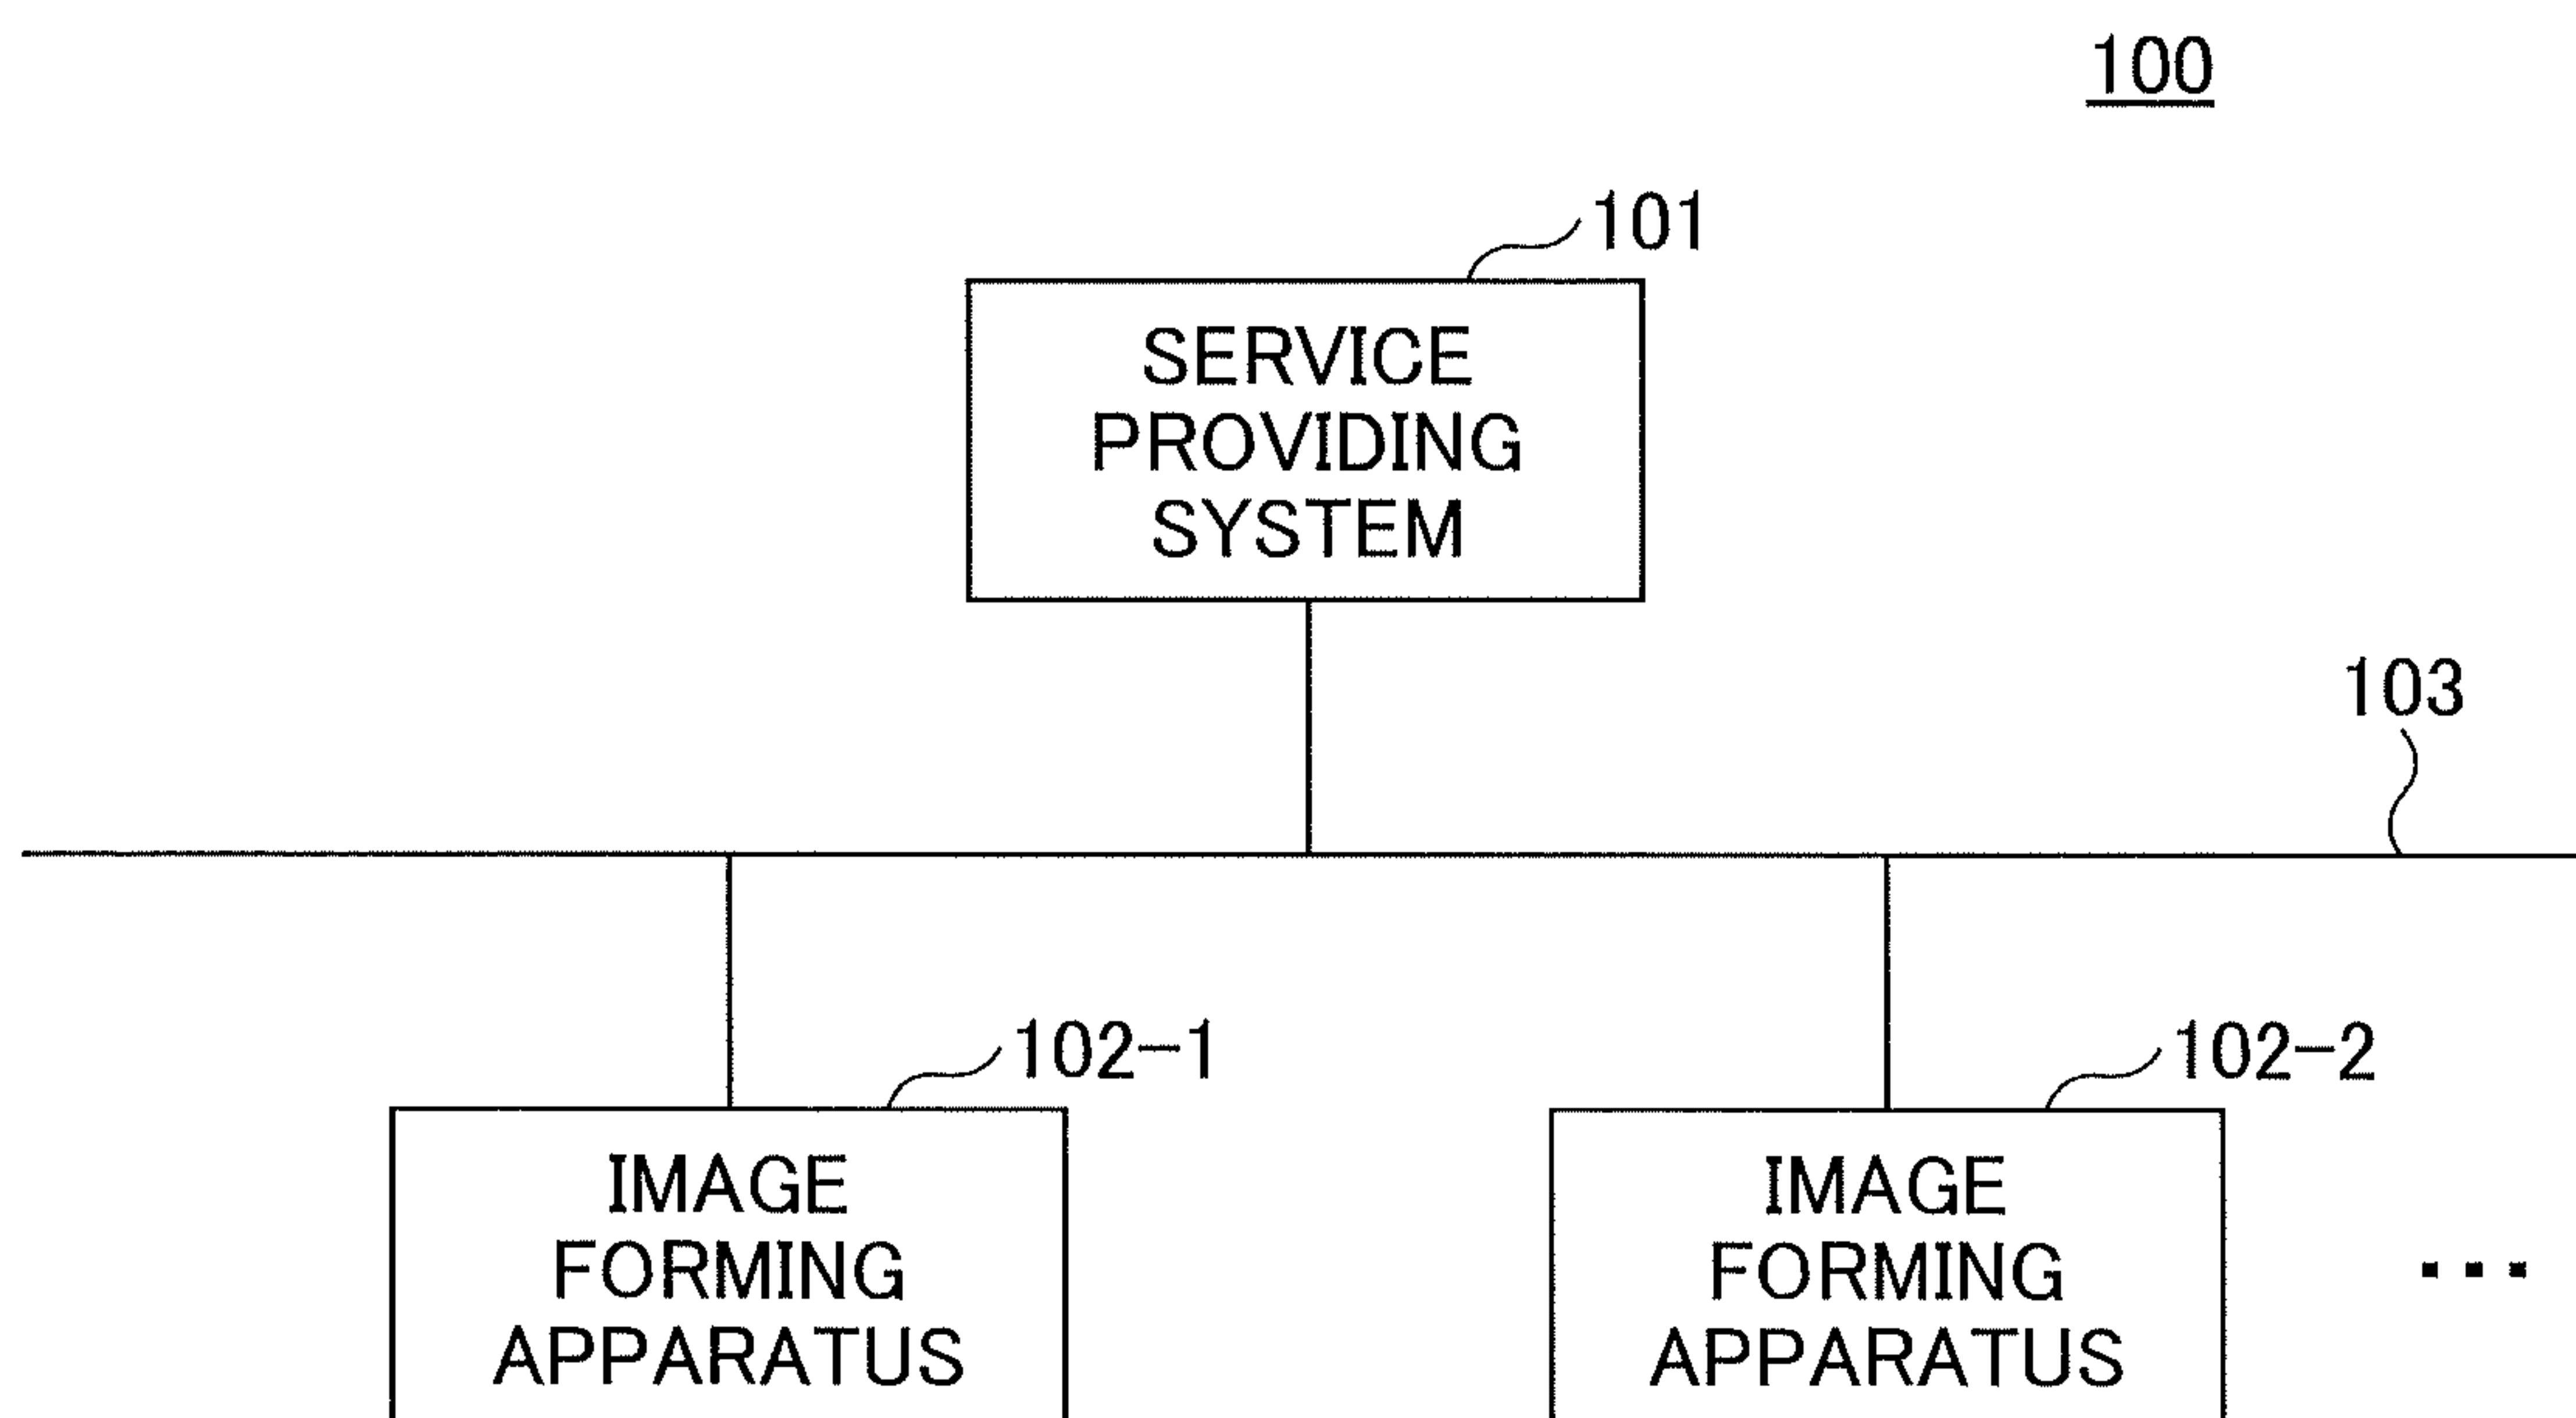 100
101
SERVICE
PROVIDING
SYSTEM
103
102-1
IMAGE
FORMING
APPARATUS
102-2
IMAGE
FORMING
APPARATUS
...